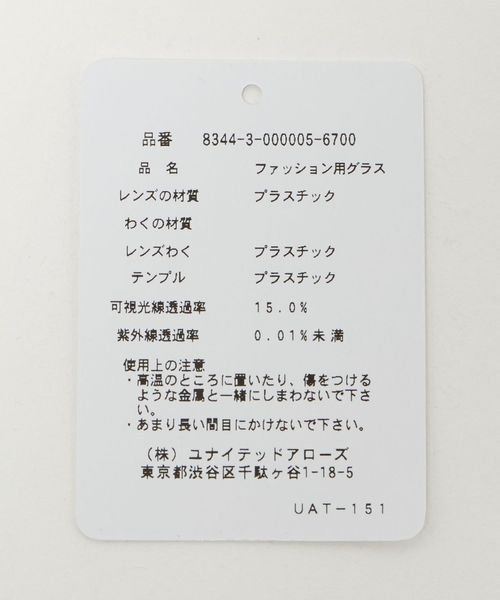 品番 8344-3-000005-6700
品 名 ファッション用グラス
レンズの材質 プラスチック
わくの材質
レンズわく プラスチック
テンプル プラスチック
可視光線透過率 15.0%
紫外線透過率 0.01%未満
使用上の注意
・高温のところに置いたり、傷をつける
ような金属と一緒にしまわないで下さ
い。
・あまり長い間目にかけないで下さい。
(株) ユナイテッドアローズ
東京都渋谷区千駄ヶ谷1-18-5
UAT-151